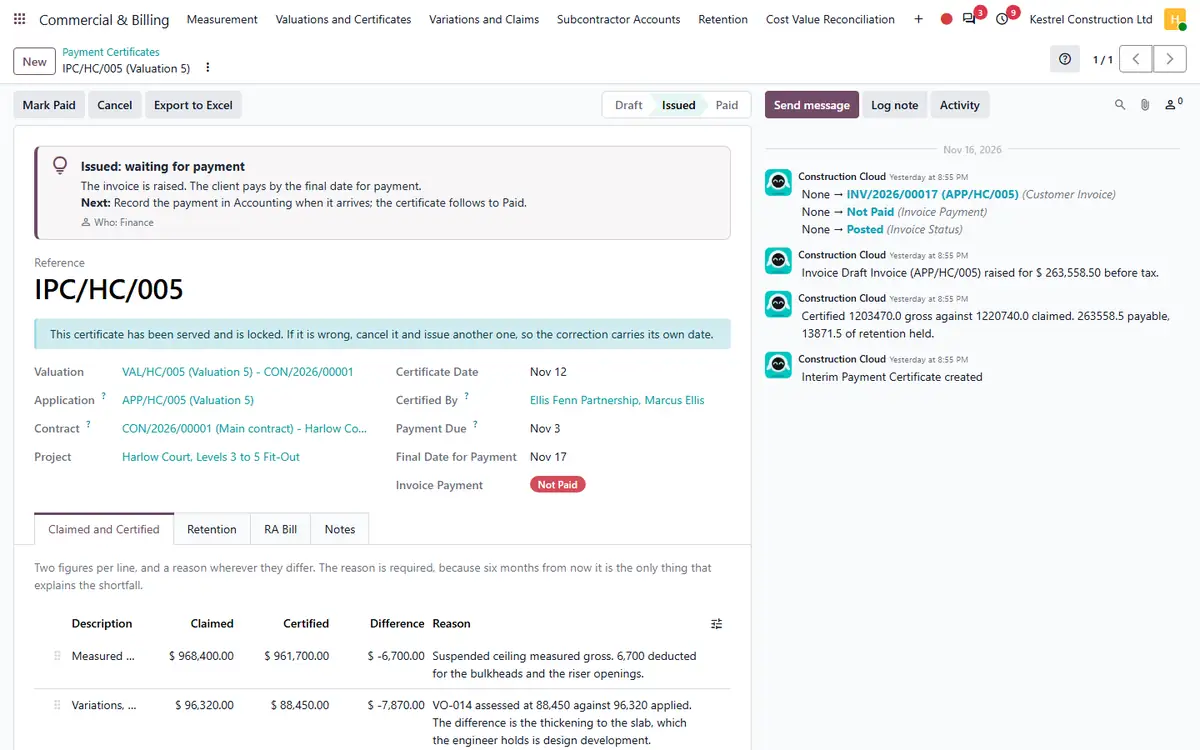 Commercial & Billing Measurement Valuations and Certificates Variations and Claims Subcontractor Accounts Retention Cost Value Reconciliation + 3 9 Kestrel Construction Ltd H
New Payment Certificates
IPC/HC/005 (Valuation 5)
1 / 1
Mark Paid Cancel Export to Excel Draft Issued Paid
Issued: waiting for payment
The invoice is raised. The client pays by the final date for payment.
Next: Record the payment in Accounting when it arrives; the certificate follows to Paid.
Who: Finance
Reference
IPC/HC/005
This certificate has been served and is locked. If it is wrong, cancel it and issue another one, so the correction carries its own date.
Valuation VAL/HC/005 (Valuation 5) - CON/2026/00001
Application ? APP/HC/005 (Valuation 5)
Contract ? CON/2026/00001 (Main contract) - Harlow Co...
Project Harlow Court, Levels 3 to 5 Fit-Out
Certificate Date Nov 12
Certified By ? Ellis Fenn Partnership, Marcus Ellis
Payment Due ? Nov 3
Final Date for Payment Nov 17
Invoice Payment Not Paid
Claimed and Certified Retention RA Bill Notes
Two figures per line, and a reason wherever they differ. The reason is required, because six months from now it is the only thing that
explains the shortfall.
Description Claimed Certified Difference Reason
Measured ... $ 968,400.00 $ 961,700.00 $ -6,700.00 Suspended ceiling measured gross. 6,700 deducted
for the bulkheads and the riser openings.
Variations, ... $ 96,320.00 $ 88,450.00 $ -7,870.00 VO-014 assessed at 88,450 against 96,320 applied.
The difference is the thickening to the slab, which
the engineer holds is design development.
Send message Log note Activity 0
Nov 16, 2026
Construction Cloud Yesterday at 8:55 PM
None → INV/2026/00017 (APP/HC/005) (Customer Invoice)
None → Not Paid (Invoice Payment)
None → Posted (Invoice Status)
Construction Cloud Yesterday at 8:55 PM
Invoice Draft Invoice (APP/HC/005) raised for $ 263,558.50 before tax.
Construction Cloud Yesterday at 8:55 PM
Certified 1203470.0 gross against 1220740.0 claimed. 263558.5 payable,
13871.5 of retention held.
Construction Cloud Yesterday at 8:55 PM
Interim Payment Certificate created